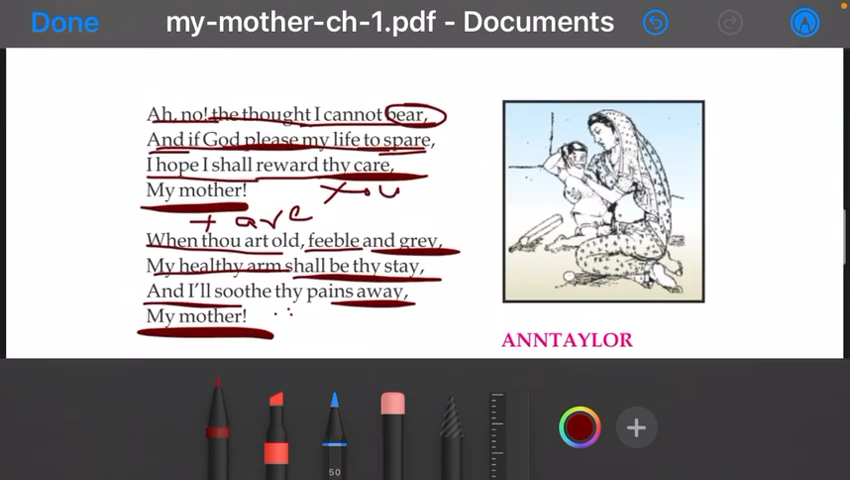 Done my-mother-ch-1.pdf - Documents
Ah, no! the thought I cannot bear,
And if God please my life to spare,
I hope I shall reward thy care,
My mother!
You
are
When thou art old, feeble and grey,
My healthy arm shall be thy stay,
And I'll soothe thy pains away,
My mother!
ANNTAYLOR
50